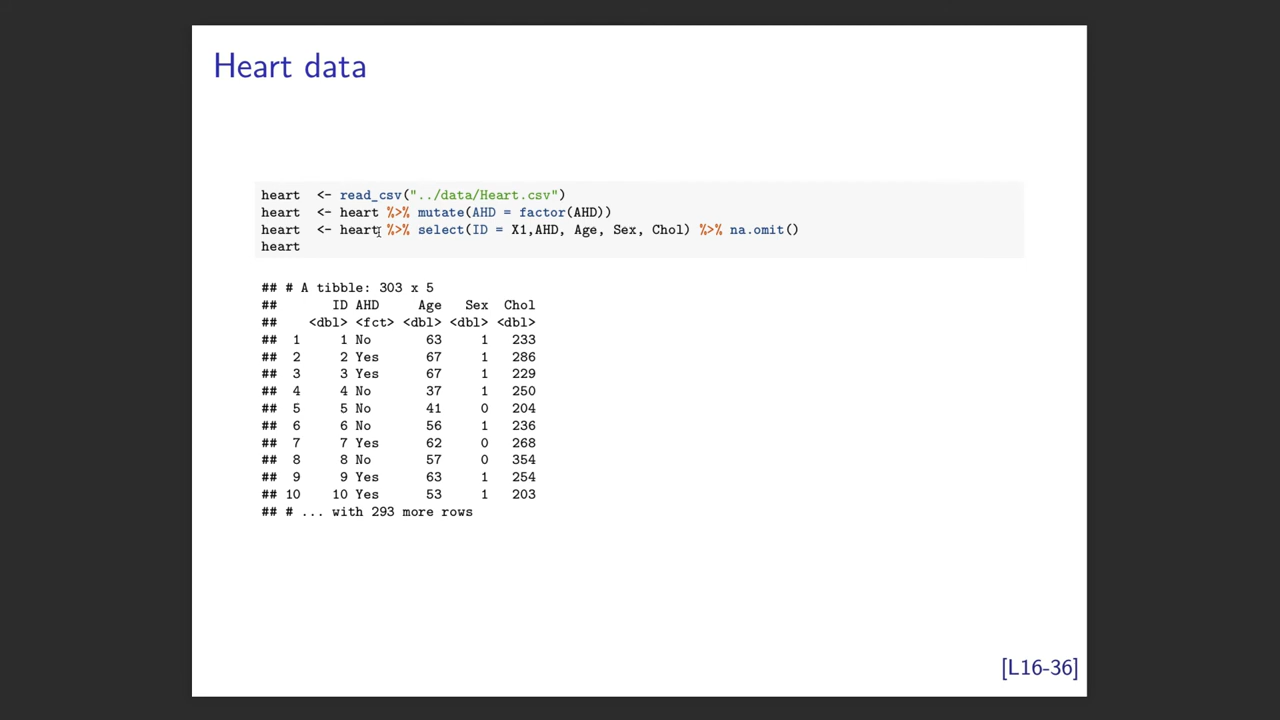 Heart data
heart  <- read_csv("../data/Heart.csv")
heart  <- heart %>% mutate(AHD = factor(AHD))
heart  <- heart %>% select(ID = X1,AHD, Age, Sex, Chol) %>% na.omit()
heart
## # A tibble: 303 x 5
##       ID AHD     Age   Sex  Chol
##    <dbl> <fct> <dbl> <dbl> <dbl>
##  1     1 No       63     1   233
##  2     2 Yes      67     1   286
##  3     3 Yes      67     1   229
##  4     4 No       37     1   250
##  5     5 No       41     0   204
##  6     6 No       56     1   236
##  7     7 Yes      62     0   268
##  8     8 No       57     0   354
##  9     9 Yes      63     1   254
## 10    10 Yes      53     1   203
## # ... with 293 more rows
[L16-36]